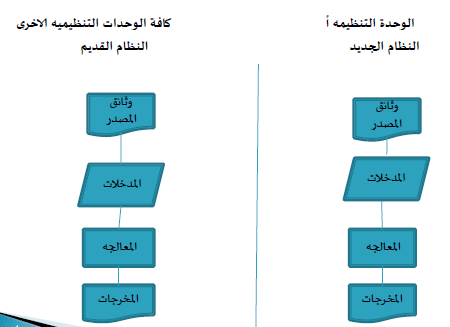 الوحدة التنظيمه أ
النظام الجديد
وثائق
المصدر
المدخلات
المعالجه
المخرجات
كافة الوحدات التنظيميه الاخرى
النظام القديم
وثائق
المصدر
المدخلات
المعالجه
المخرجات